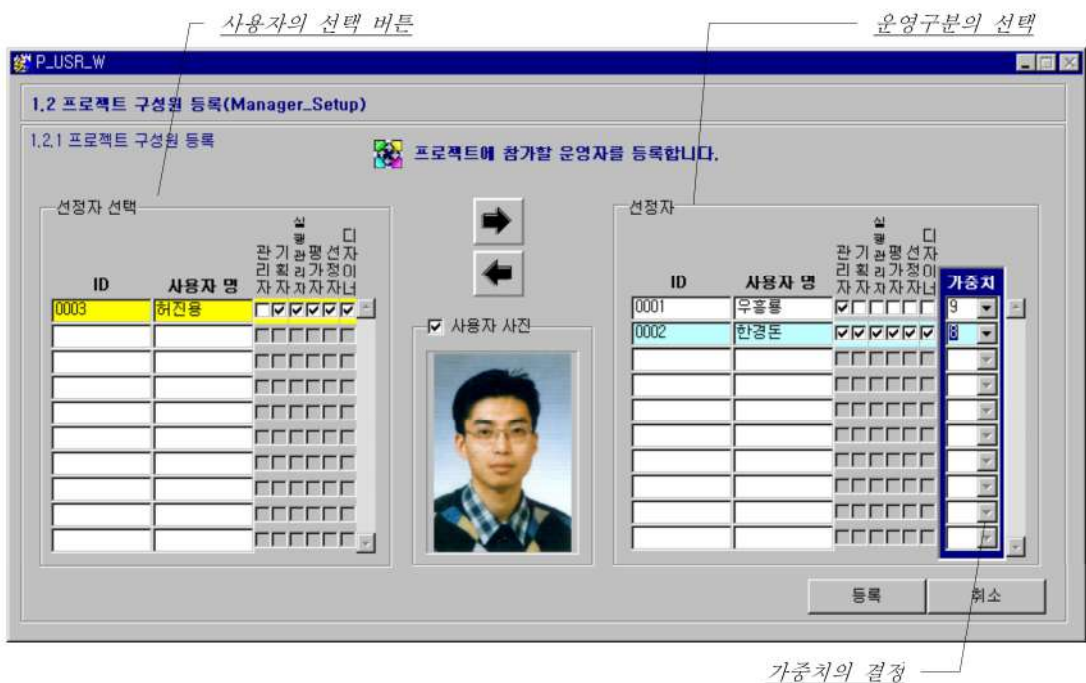 사용자의 선택 버튼
운영구분의 선택
P_USR_W
1.2 프로젝트 구성원 등록(Manager_Setup)
1.2.1 프로젝트 구성원 등록
프로젝트에 참가할 운영자를 등록합니다.
선정자 선택
선정자
ID 사용자 명 관리자 기획자 실행관리자 평가자 선정자 디자이너
ID 사용자 명 관리자 기획자 실행관리자 평가자 선정자 디자이너 가중치
0003 허진용
0001 우흥룡 9
0002 한경돈 8
사용자 사진
등록 취소
가중치의 결정